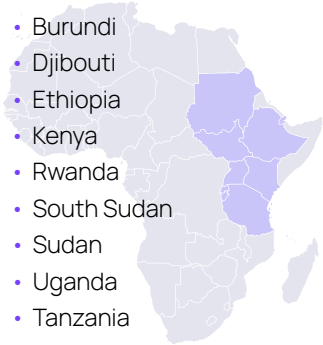 • Burundi
• Djibouti
• Ethiopia
• Kenya
• Rwanda
• South Sudan
• Sudan
• Uganda
• Tanzania